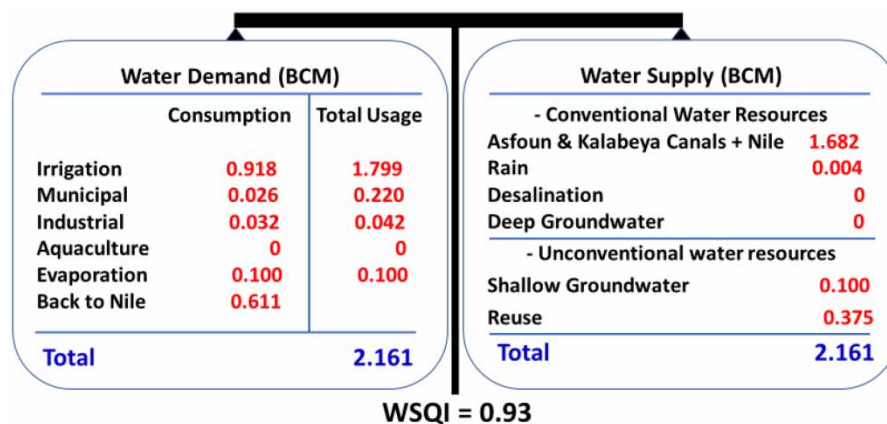 Water Demand (BCM)
Consumption Total Usage
Irrigation 0.918 1.799
Municipal 0.026 0.220
Industrial 0.032 0.042
Aquaculture 0 0
Evaporation 0.100 0.100
Back to Nile 0.611
Total 2.161
Water Supply (BCM)
- Conventional Water Resources
Asfoun & Kalabeya Canals + Nile 1.682
Rain 0.004
Desalination 0
Deep Groundwater 0
- Unconventional water resources
Shallow Groundwater 0.100
Reuse 0.375
Total 2.161
WSQI = 0.93